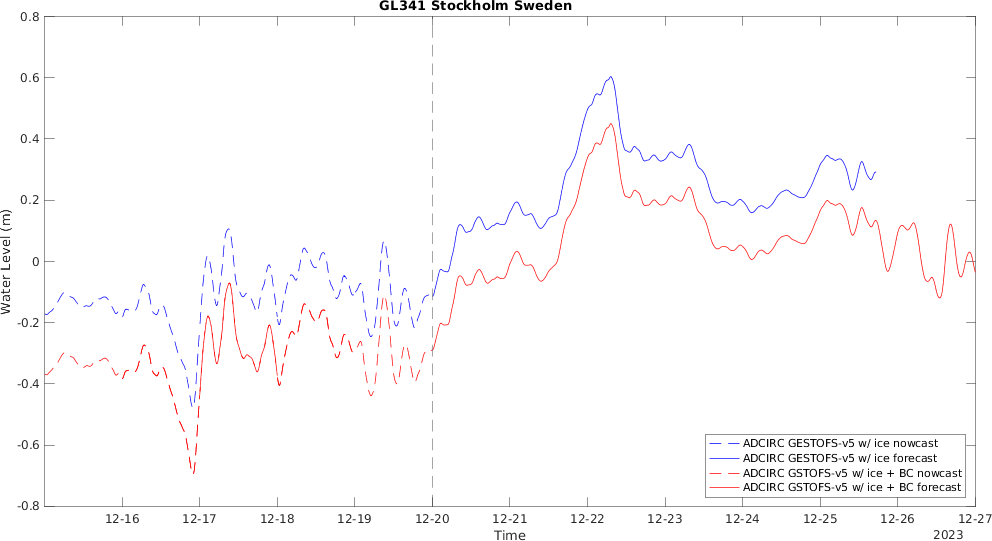 GL341 Stockholm Sweden
0.8
0.6
0.4
0.2
0
-0.2
-0.4
-0.6
-0.8
Water Level (m)
ADCIRC GESTOFS-v5 w/ ice nowcast
ADCIRC GESTOFS-v5 w/ ice forecast
ADCIRC GSTOFS-v5 w/ ice + BC nowcast
ADCIRC GSTOFS-v5 w/ ice + BC forecast
12-16 12-17 12-18 12-19 12-20 12-21 12-22 12-23 12-24 12-25 12-26 12-27
Time
2023